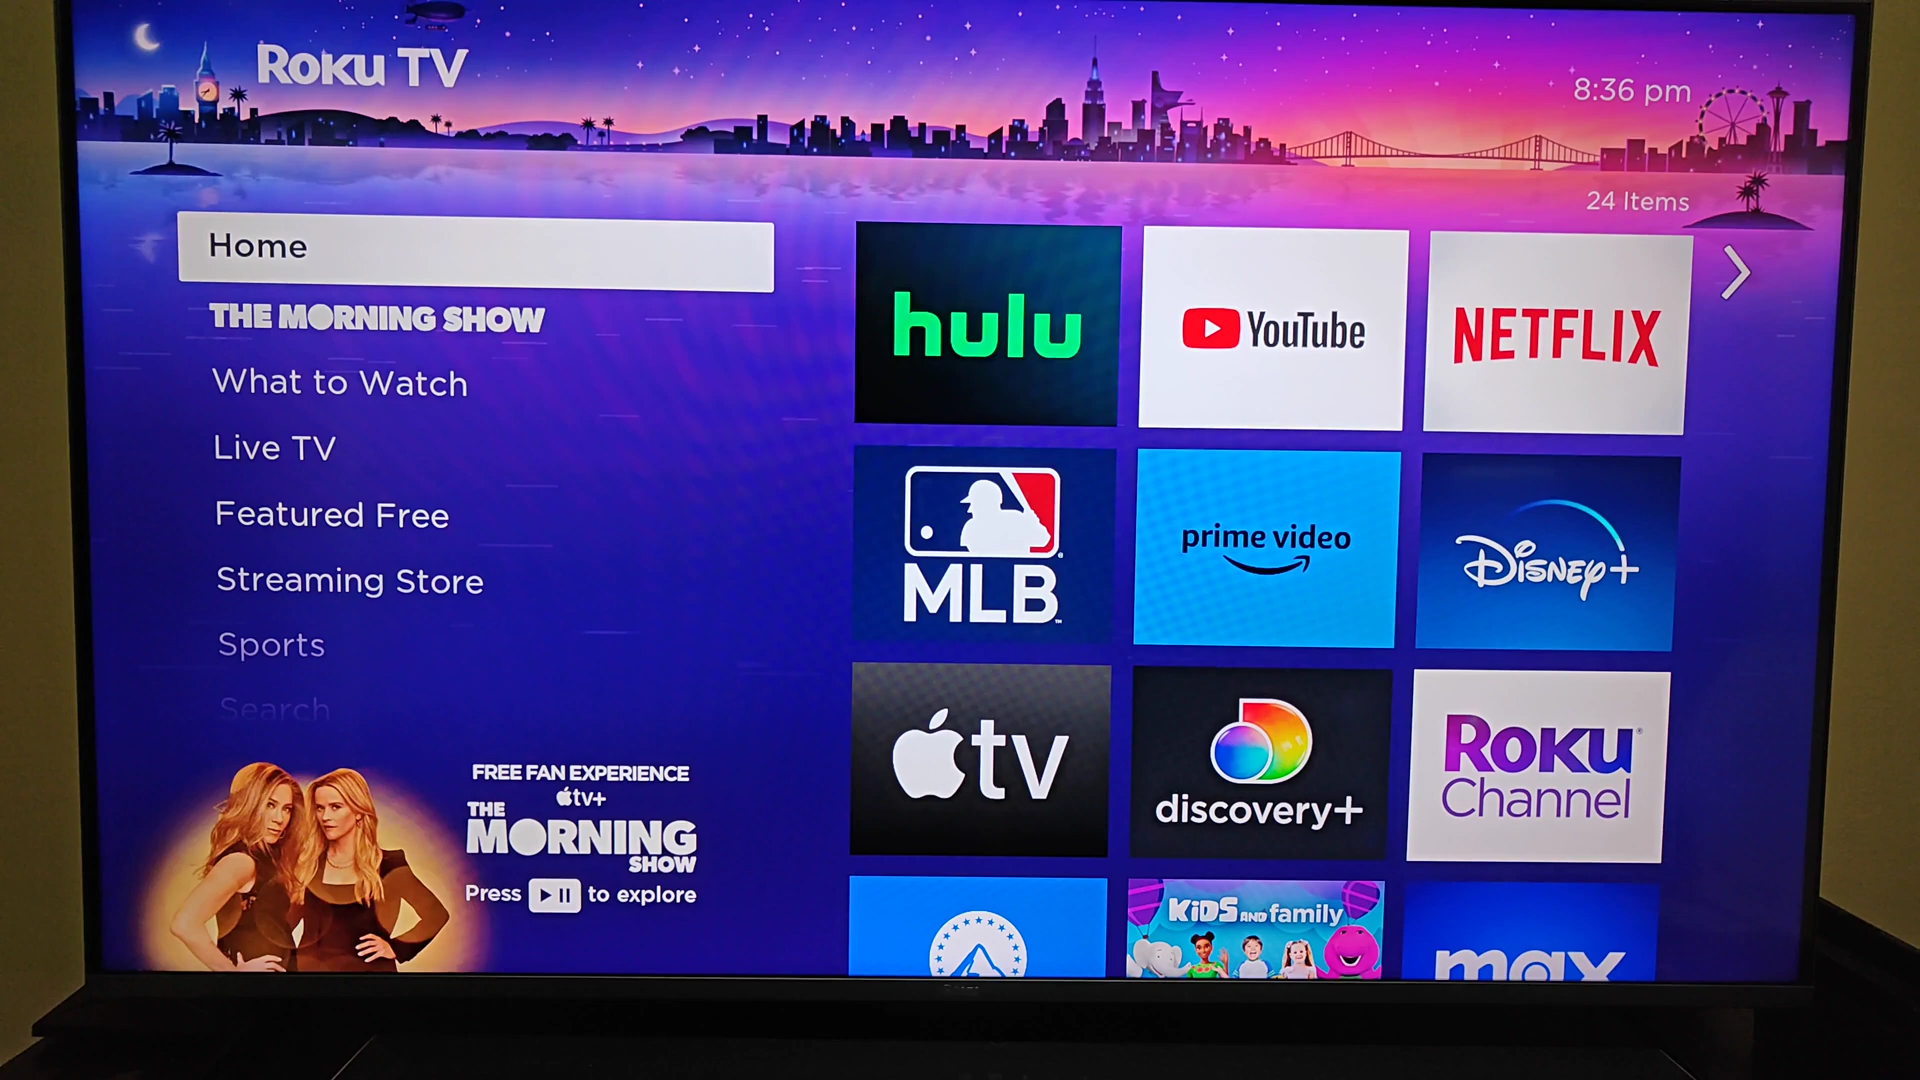 Roku TV
8:36 pm
24 Items
Home
THE MORNING SHOW
What to Watch
Live TV
Featured Free
Streaming Store
Sports
Search
FREE FAN EXPERIENCE
tv+
THE
MORNING
SHOW
Press to explore
hulu
YouTube
NETFLIX
MLB
prime video
Disney+
tv
discovery+
Roku
Channel
KiDS AND family
max